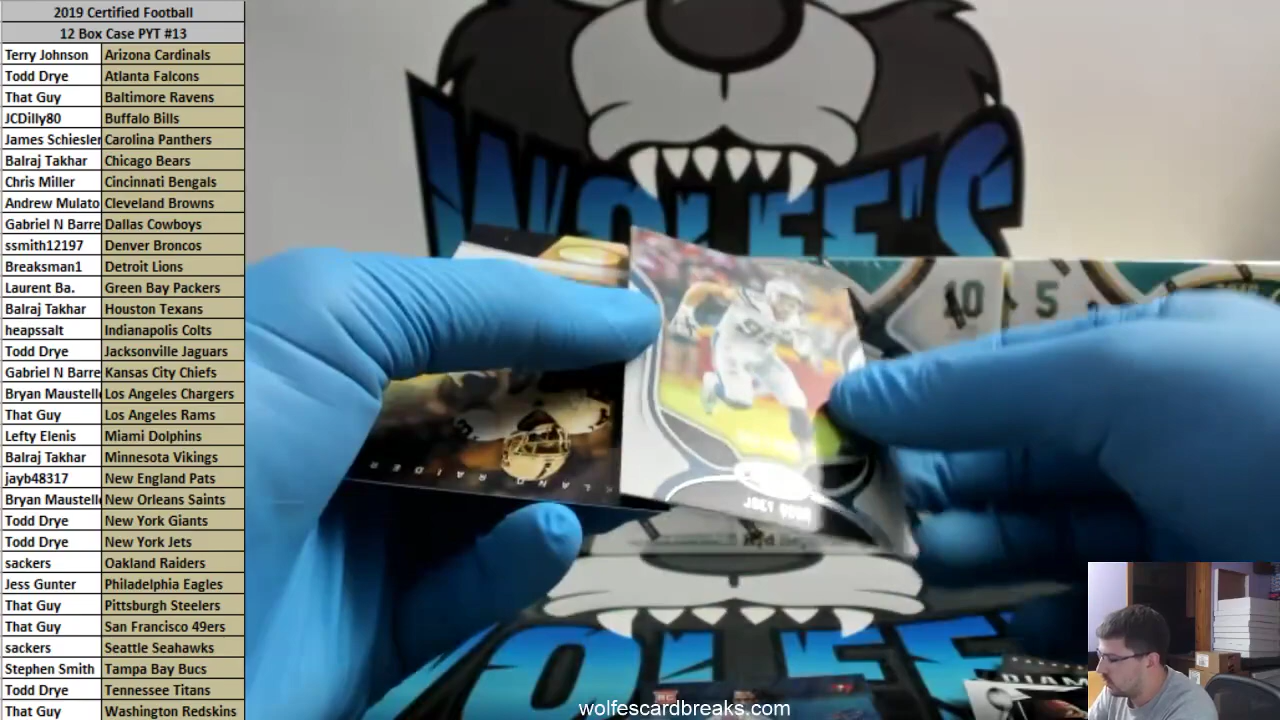 2019 Certified Football
12 Box Case PYT #13
Terry Johnson Arizona Cardinals
Todd Drye Atlanta Falcons
That Guy Baltimore Ravens
JCDilly80 Buffalo Bills
James Schiesler Carolina Panthers
Balraj Takhar Chicago Bears
Chris Miller Cincinnati Bengals
Andrew Mulato Cleveland Browns
Gabriel N Barre Dallas Cowboys
ssmith12197 Denver Broncos
Breaksman1 Detroit Lions
Laurent Ba. Green Bay Packers
Balraj Takhar Houston Texans
heapssalt Indianapolis Colts
Todd Drye Jacksonville Jaguars
Gabriel N Barre Kansas City Chiefs
Bryan Maustell Los Angeles Chargers
That Guy Los Angeles Rams
Lefty Elenis Miami Dolphins
Balraj Takhar Minnesota Vikings
jayb48317 New England Pats
Bryan Maustell New Orleans Saints
Todd Drye New York Giants
Todd Drye New York Jets
sackers Oakland Raiders
Jess Gunter Philadelphia Eagles
That Guy Pittsburgh Steelers
That Guy San Francisco 49ers
sackers Seattle Seahawks
Stephen Smith Tampa Bay Bucs
Todd Drye Tennessee Titans
That Guy Washington Redskins
WOLFE'S
10 5
LAND RAIDER
JOEY
DIAM
wolfescardbreaks.com